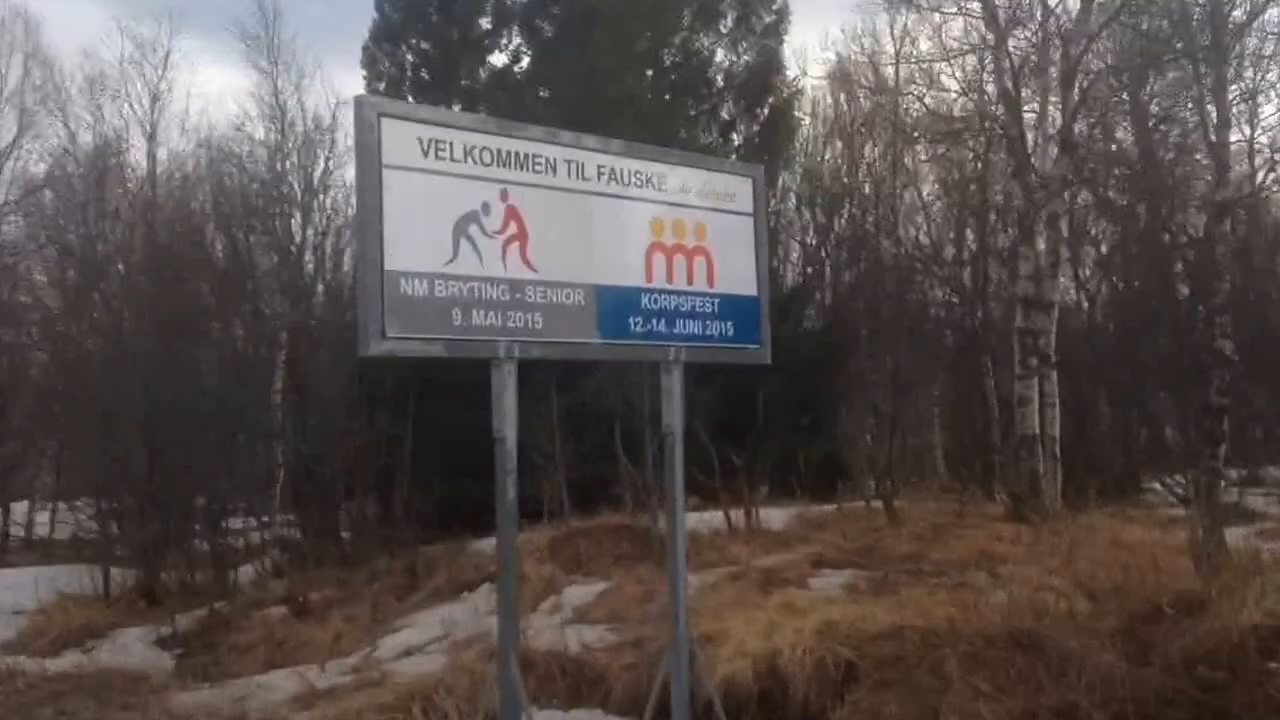 VELKOMMEN TIL FAUSKE
NM BRYTING - SENIOR
9. MAI 2015
KORPSFEST
12.-14. JUNI 2015